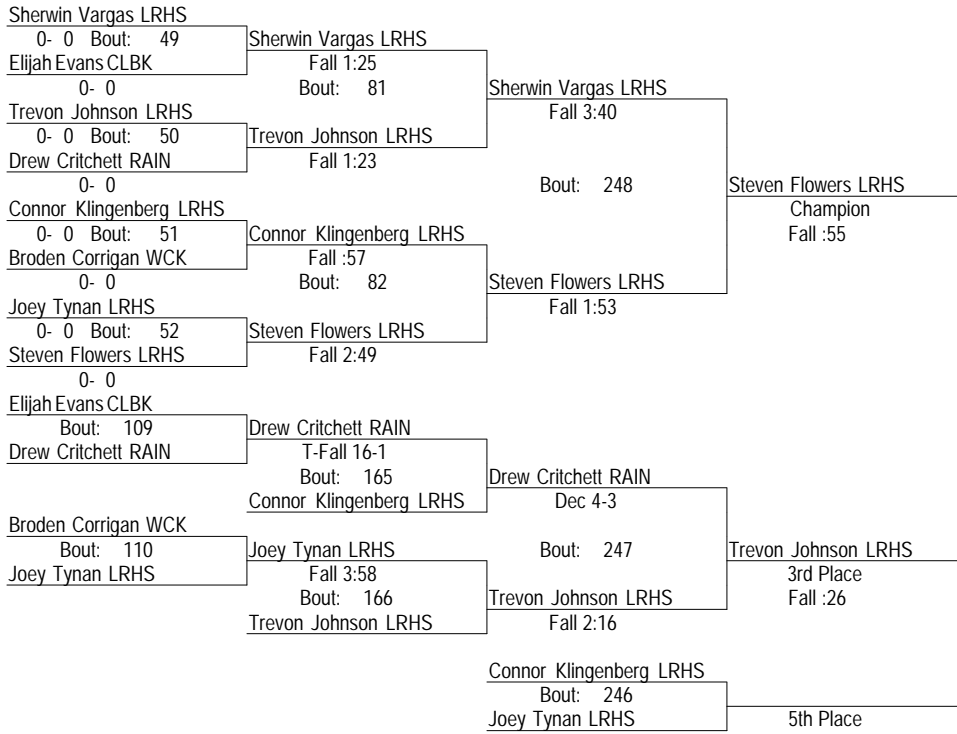 Sherwin Vargas LRHS
0- 0 Bout: 49
Sherwin Vargas LRHS
Elijah Evans CLBK
Fall 1:25
0- 0
Bout: 81
Sherwin Vargas LRHS
Trevon Johnson LRHS
Fall 3:40
0- 0 Bout: 50
Trevon Johnson LRHS
Drew Critchett RAIN
Fall 1:23
0- 0
Bout: 248
Steven Flowers LRHS
Connor Klingenberg LRHS
Champion
0- 0 Bout: 51
Connor Klingenberg LRHS
Fall :55
Broden Corrigan WCK
Fall :57
0- 0
Bout: 82
Steven Flowers LRHS
Joey Tynan LRHS
Fall 1:53
0- 0 Bout: 52
Steven Flowers LRHS
Steven Flowers LRHS
Fall 2:49
0- 0
Elijah Evans CLBK
Bout: 109
Drew Critchett RAIN
Drew Critchett RAIN
T-Fall 16-1
Bout: 165
Drew Critchett RAIN
Connor Klingenberg LRHS
Dec 4-3
Broden Corrigan WCK
Bout: 110
Joey Tynan LRHS
Bout: 247
Trevon Johnson LRHS
Joey Tynan LRHS
Fall 3:58
3rd Place
Bout: 166
Trevon Johnson LRHS
Fall :26
Trevon Johnson LRHS
Fall 2:16
Connor Klingenberg LRHS
Bout: 246
Joey Tynan LRHS
5th Place